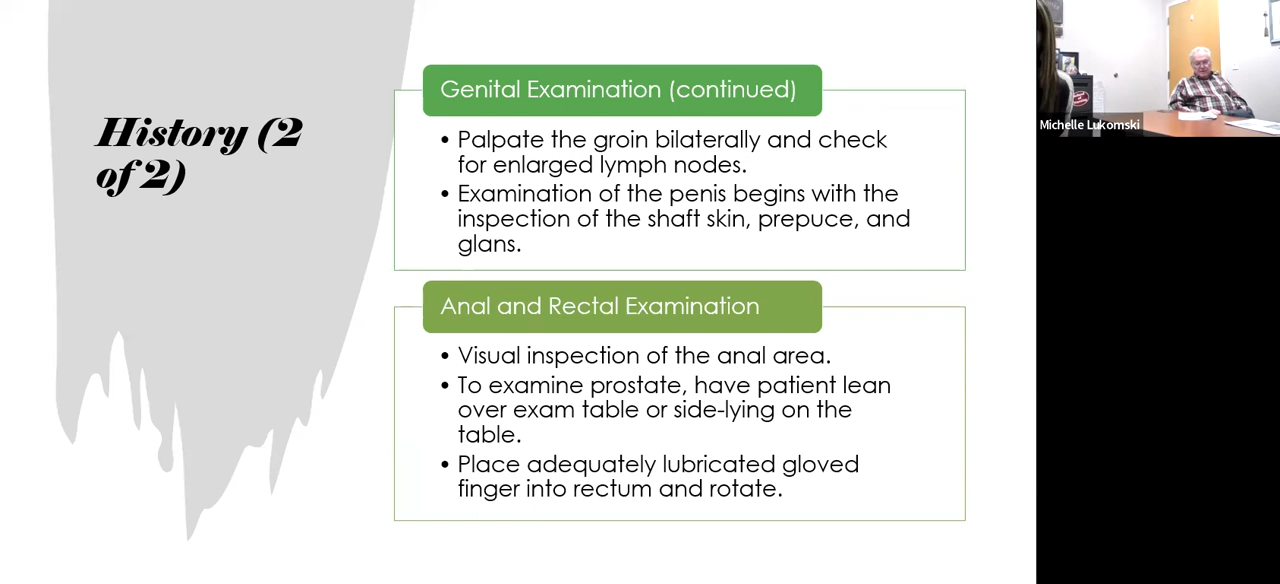 History (2
of 2)
Genital Examination (continued)
• Palpate the groin bilaterally and check
for enlarged lymph nodes.
• Examination of the penis begins with the
inspection of the shaft skin, prepuce, and
glans.
Anal and Rectal Examination
• Visual inspection of the anal area.
• To examine prostate, have patient lean
over exam table or side-lying on the
table.
• Place adequately lubricated gloved
finger into rectum and rotate.
Michelle Lukomski